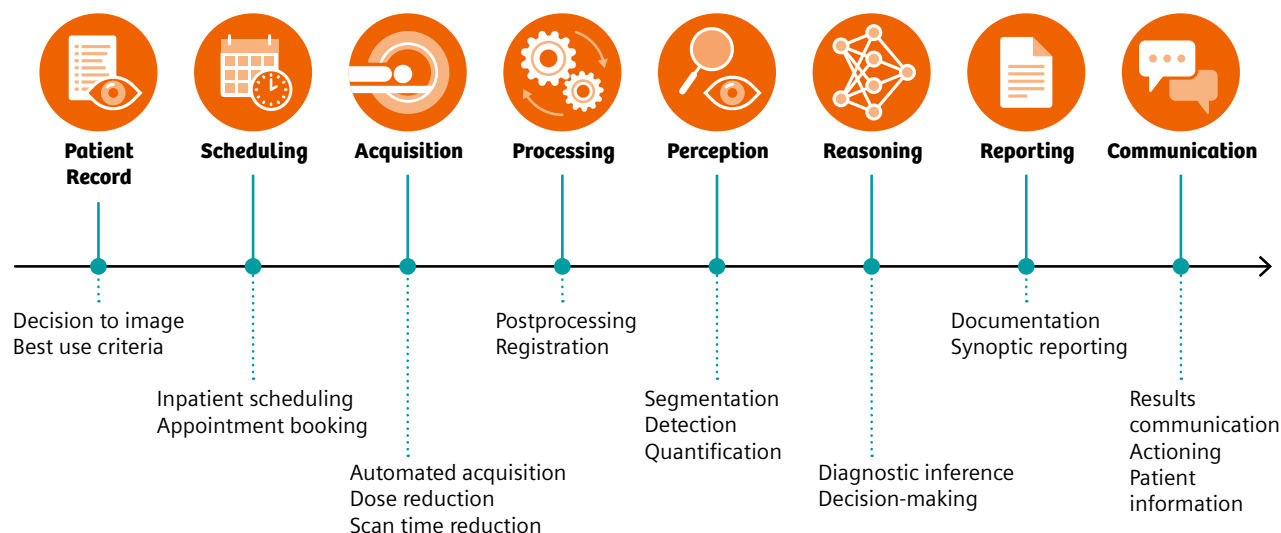 Patient
Record
Scheduling
Acquisition
Processing
Perception
Reasoning
Reporting
Communication
Decision to image
Best use criteria
Inpatient scheduling
Appointment booking
Automated acquisition
Dose reduction
Scan time reduction
Postprocessing
Registration
Segmentation
Detection
Quantification
Diagnostic inference
Decision-making
Documentation
Synoptic reporting
Results
communication
Actioning
Patient
information